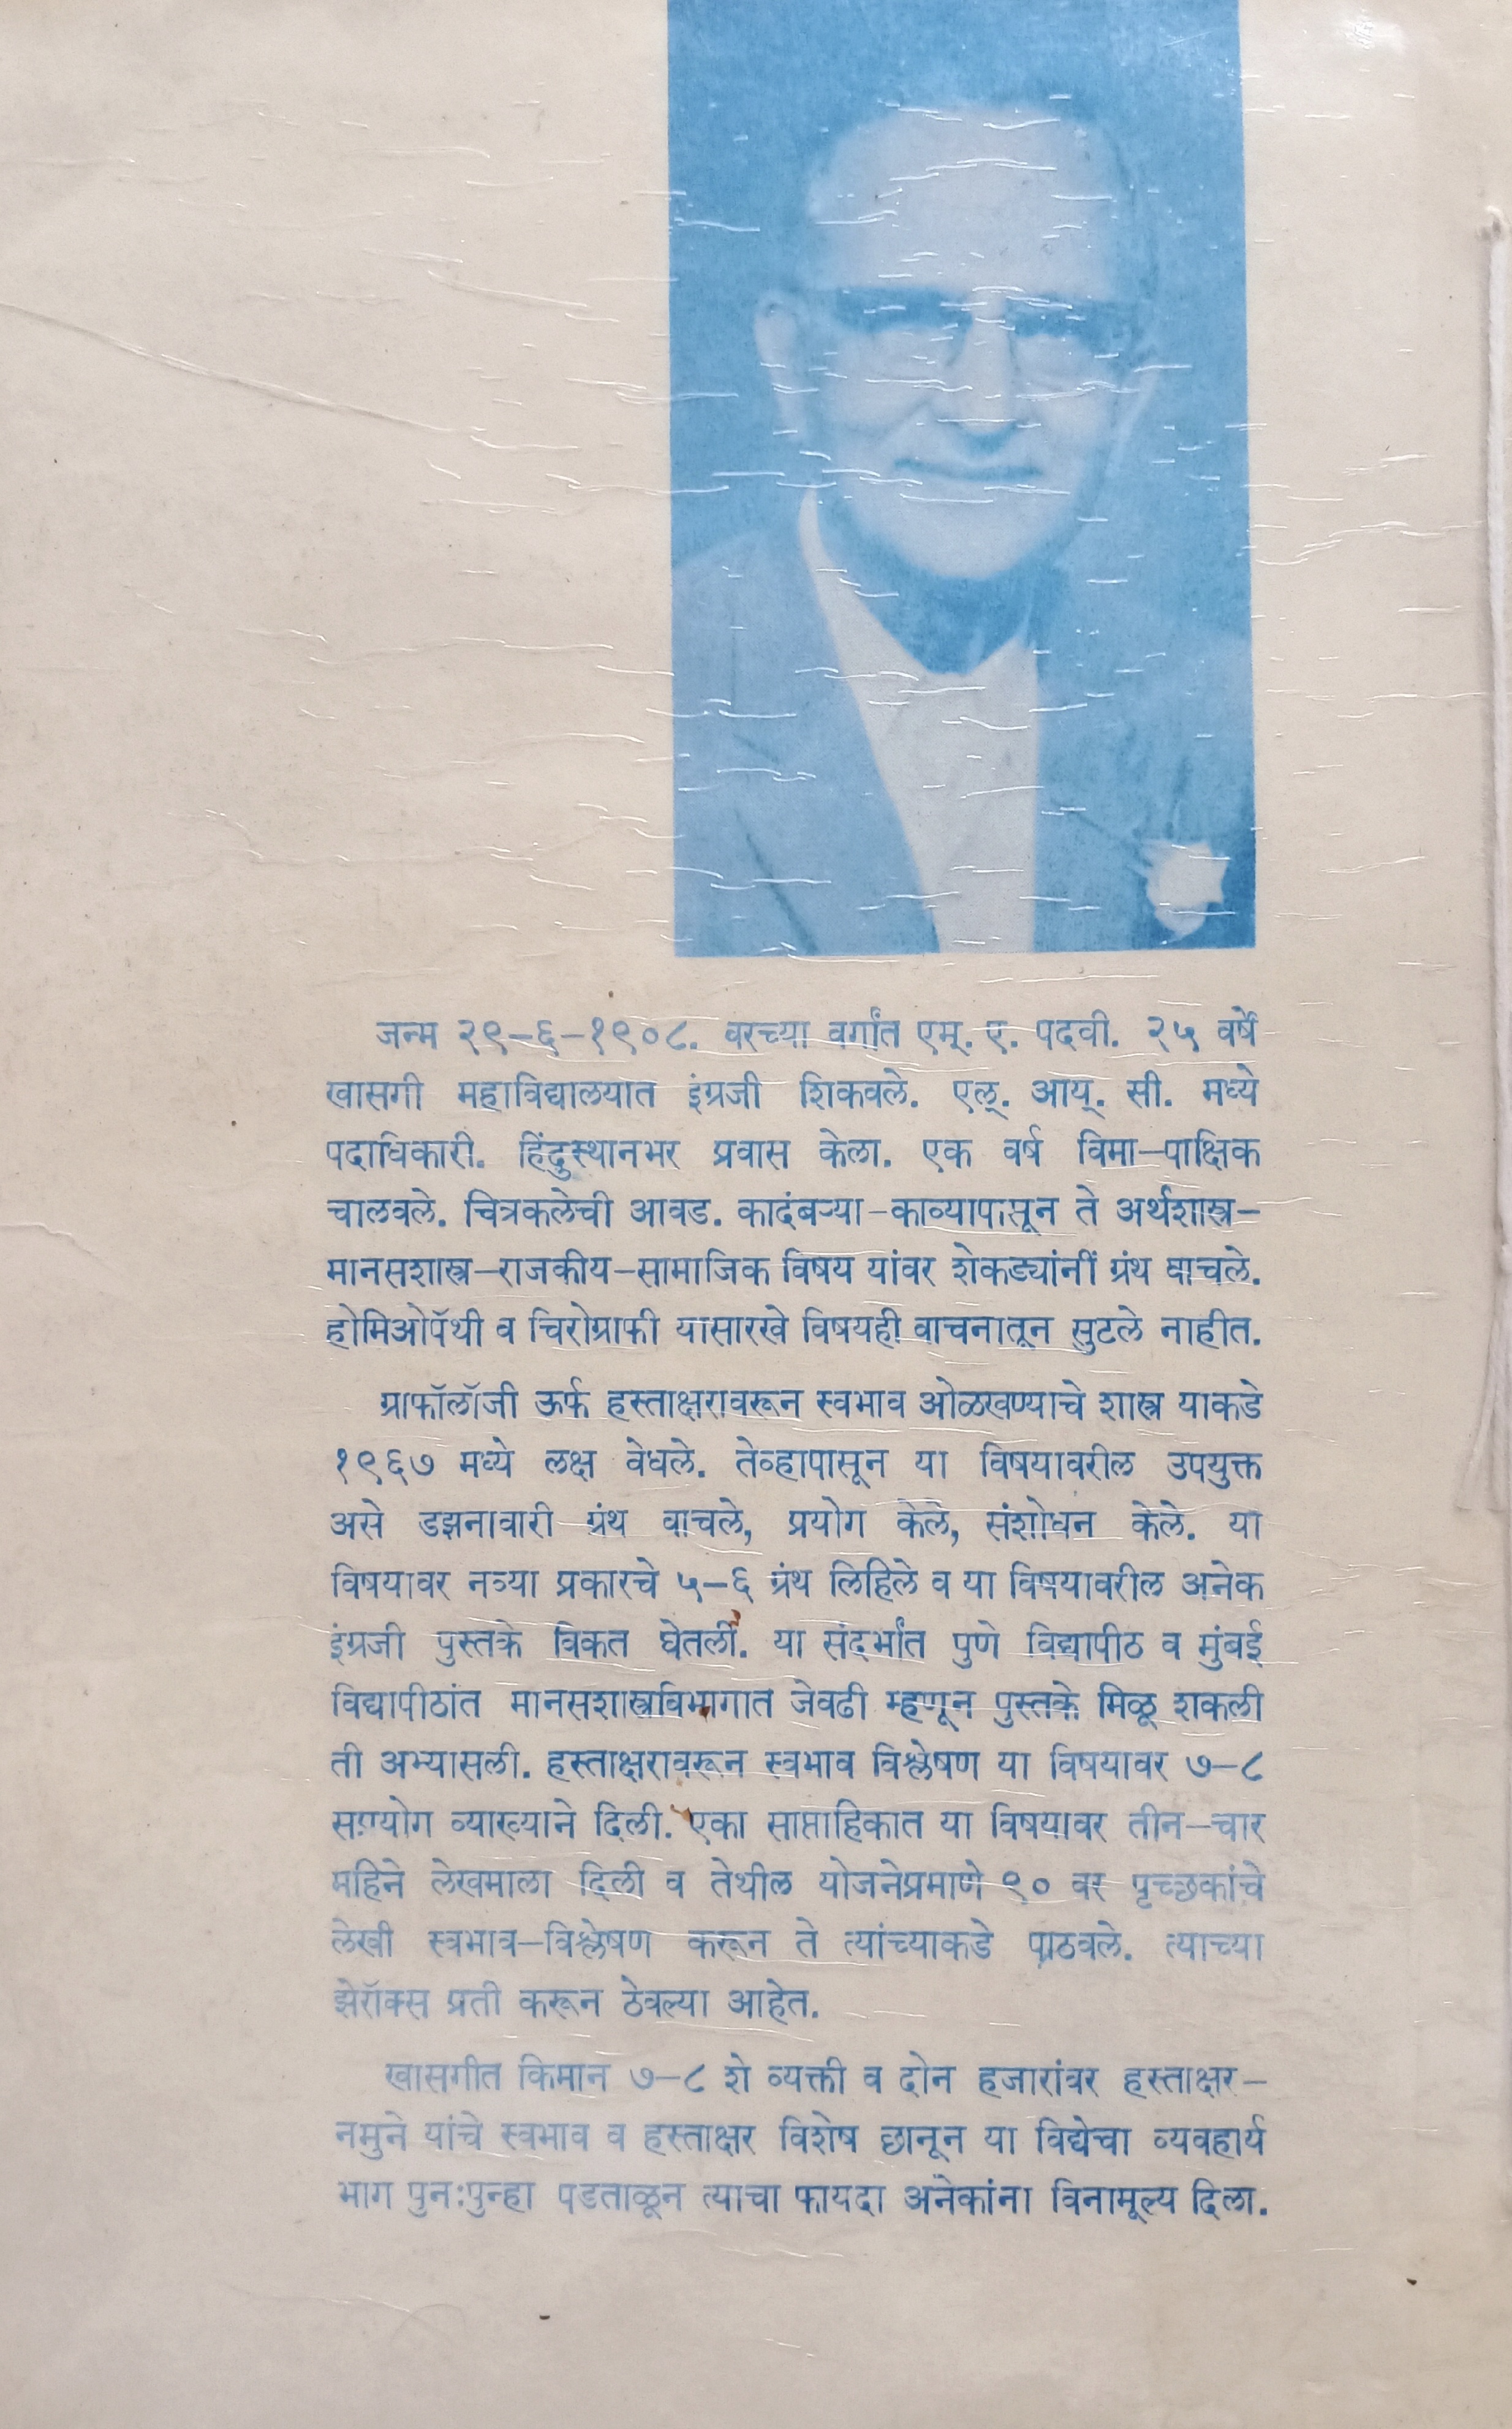 जन्म २९-६-१९०८. वरच्या वर्गांत एम्. ए. पदवी. २५ वर्षे
खासगी महाविद्यालयात इंग्रजी शिकवले. एल्. आय्. सी. मध्ये
पदाधिकारी. हिंदुस्थानभर प्रवास केला. एक वर्ष विमा-पाक्षिक
चालवले. चित्रकलेची आवड. कादंबऱ्या-काव्यापासून ते अर्थशास्त्र-
मानसशास्त्र-राजकीय-सामाजिक विषय यांवर शेकड्यांनीं ग्रंथ वाचले.
होमिओपॅथी व चिरोग्राफी यासारखे विषयही वाचनातून सुटले नाहीत.
ग्राफॉलॉजी ऊर्फ हस्ताक्षरावरून स्वभाव ओळखण्याचे शास्त्र याकडे
१९६७ मध्ये लक्ष वेधले. तेव्हापासून या विषयावरील उपयुक्त
असे डझनावारी ग्रंथ वाचले, प्रयोग केले, संशोधन केले. या
विषयावर नव्या प्रकारचे ५-६ ग्रंथ लिहिले व या विषयावरील अनेक
इंग्रजी पुस्तके विकत घेतलीं. या संदर्भांत पुणे विद्यापीठ व मुंबई
विद्यापीठांत मानसशास्त्रविभागात जेवढी म्हणून पुस्तके मिळू शकली
ती अभ्यासली. हस्ताक्षरावरून स्वभाव विश्लेषण या विषयावर ७-८
सप्रयोग व्याख्याने दिली. एका साप्ताहिकात या विषयावर तीन-चार
महिने लेखमाला दिली व तेथील योजनेप्रमाणे ९० वर पृच्छकांचे
लेखी स्वभाव-विश्लेषण करून ते त्यांच्याकडे पाठवले. त्याच्या
झेरॉक्स प्रती करून ठेवल्या आहेत.
खासगीत किमान ७-८ शे व्यक्ती व दोन हजारांवर हस्ताक्षर-
नमुने यांचे स्वभाव व हस्ताक्षर विशेष छानून या विद्येचा व्यवहार्य
भाग पुनःपुन्हा पडताळून त्याचा फायदा अनेकांना विनामूल्य दिला.